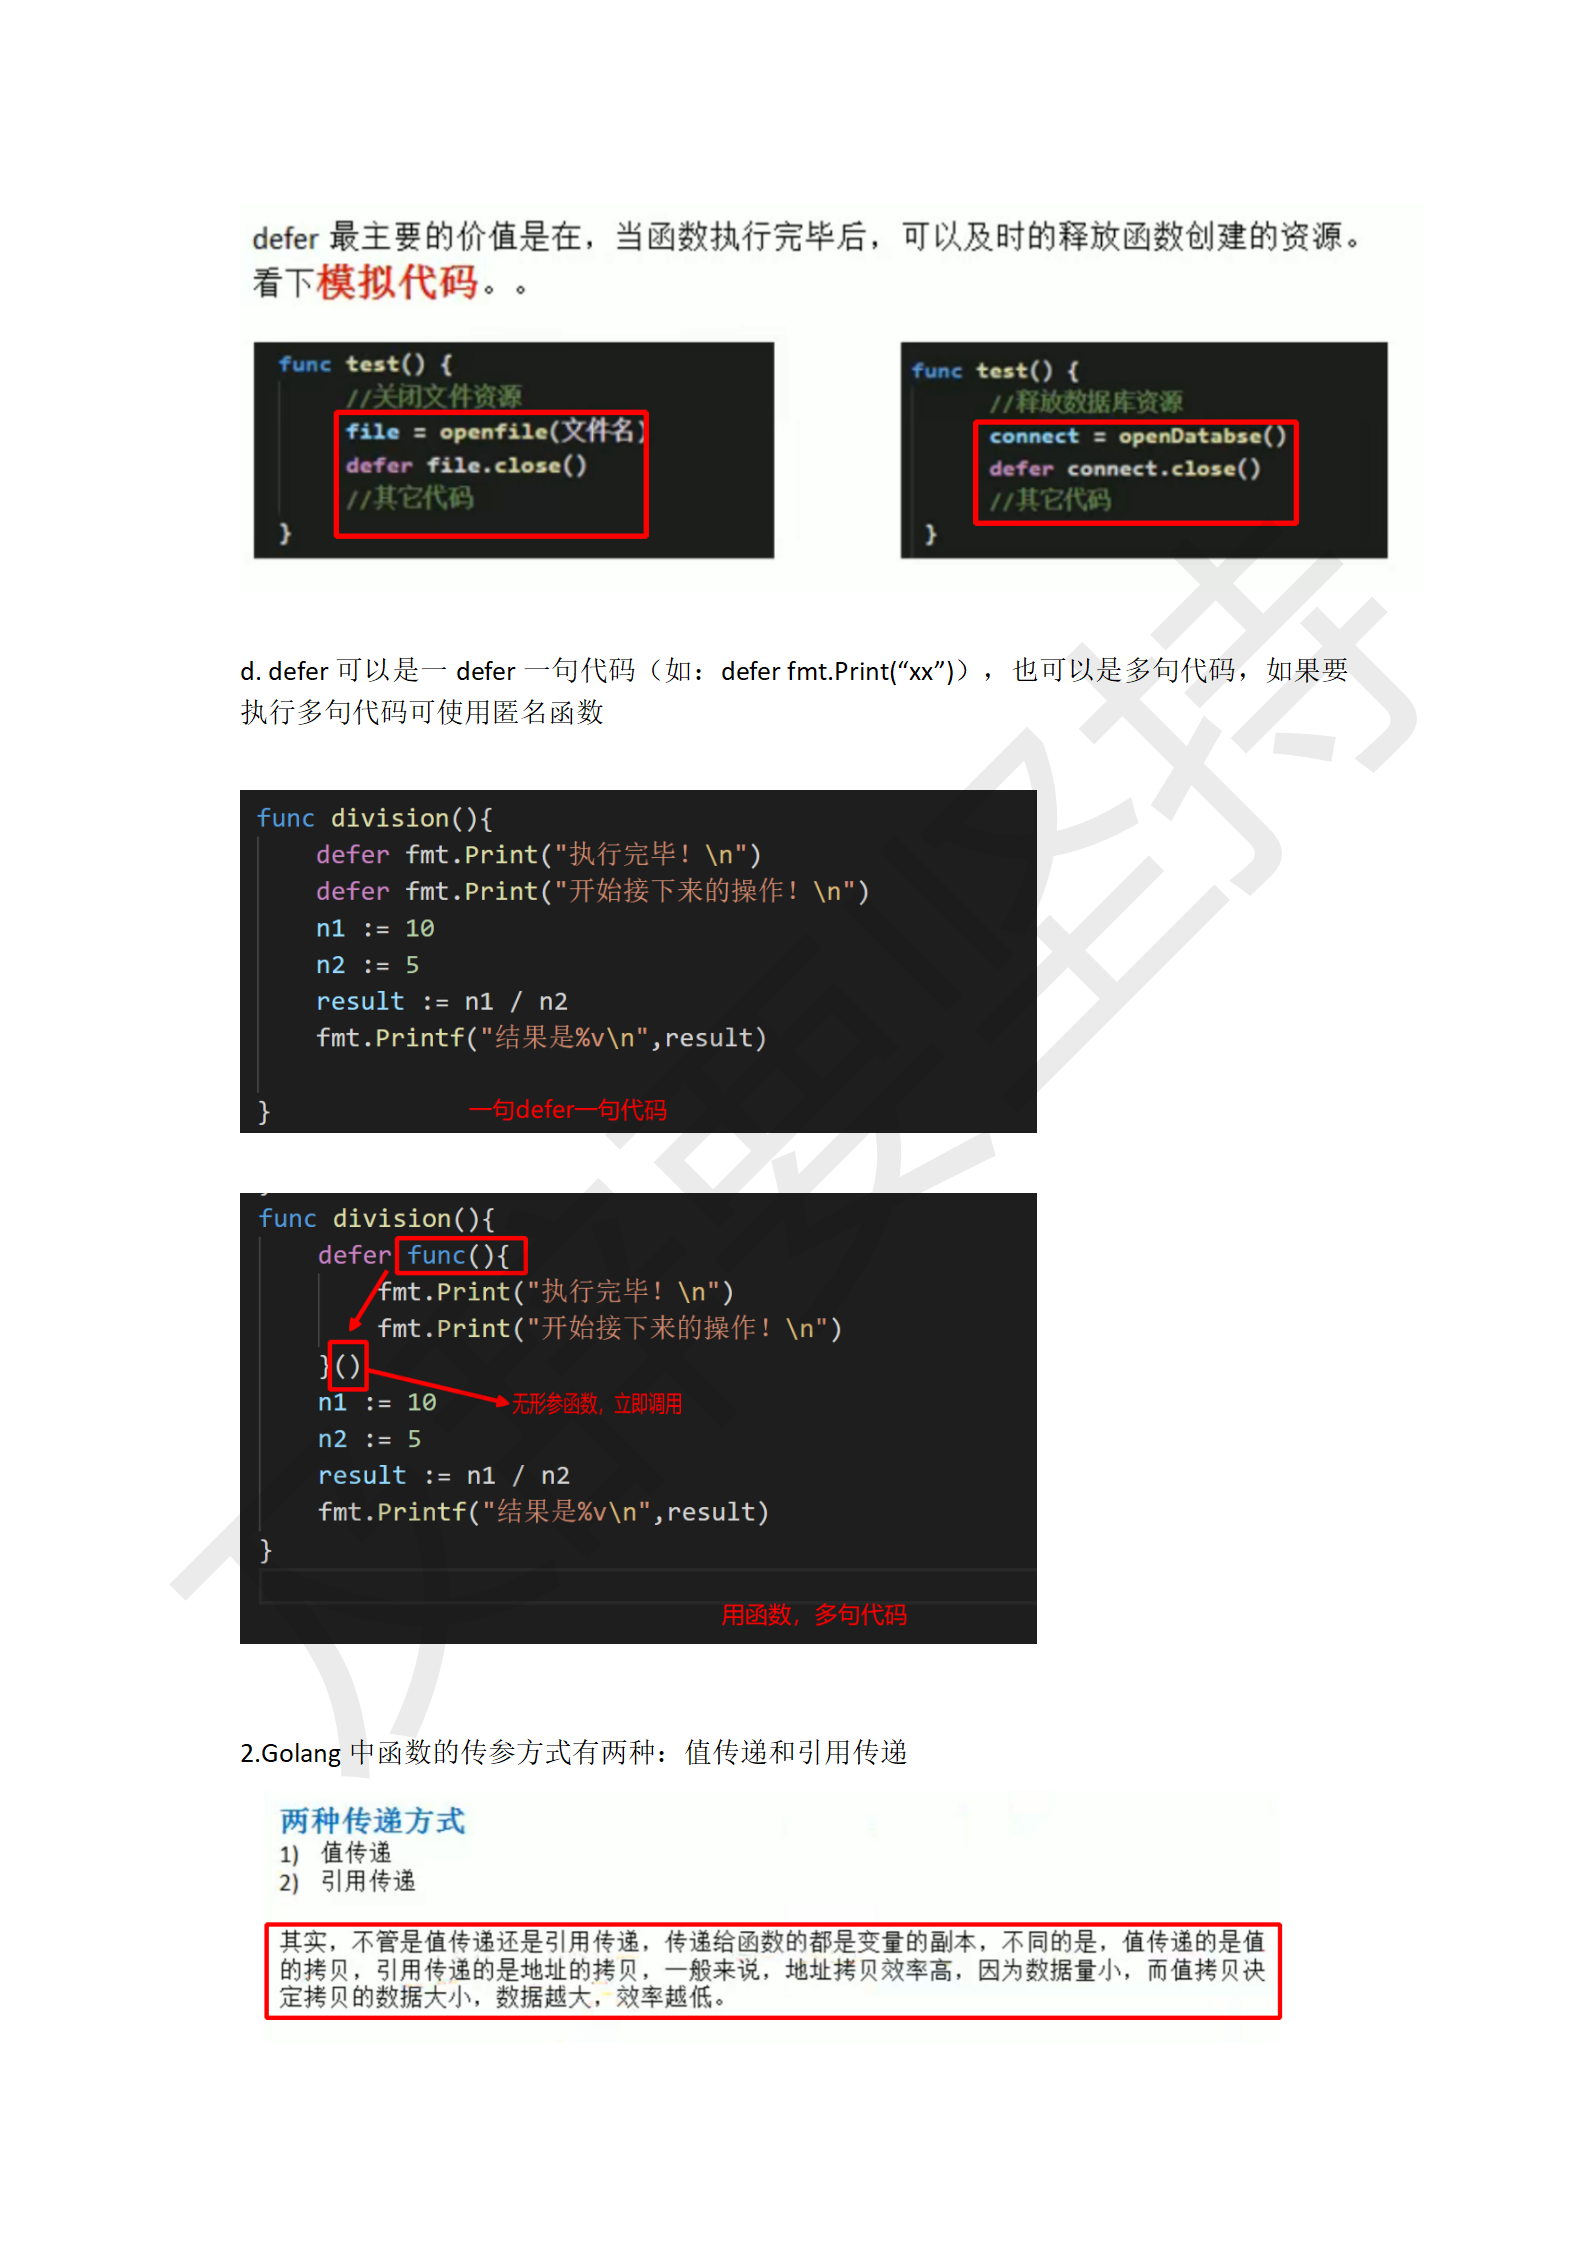 defer 最主要的价值是在，当函数执行完毕后，可以及时的释放函数创建的资源。
看下模拟代码。。
func test() {
//关闭文件资源
file = openfile(文件名)
defer file.close()
//其它代码
}
func test() {
//释放数据库资源
connect = openDatabse()
defer connect.close()
//其它代码
}
d. defer 可以是一 defer 一句代码（如：defer fmt.Print(“xx”)），也可以是多句代码，如果要
执行多句代码可使用匿名函数
func division(){
defer fmt.Print("执行完毕！\n")
defer fmt.Print("开始接下来的操作！\n")
n1 := 10
n2 := 5
result := n1 / n2
fmt.Printf("结果是%v\n",result)
}
一句defer一句代码
func division(){
defer func(){
fmt.Print("执行完毕！\n")
fmt.Print("开始接下来的操作！\n")
}()
n1 := 10
无形参函数，立即调用
n2 := 5
result := n1 / n2
fmt.Printf("结果是%v\n",result)
}
用函数，多句代码
2.Golang 中函数的传参方式有两种：值传递和引用传递
两种传递方式
1) 值传递
2) 引用传递
其实，不管是值传递还是引用传递，传递给函数的都是变量的副本，不同的是，值传递的是值
的拷贝，引用传递的是地址的拷贝，一般来说，地址拷贝效率高，因为数据量小，而值拷贝决
定拷贝的数据大小，数据越大，效率越低。